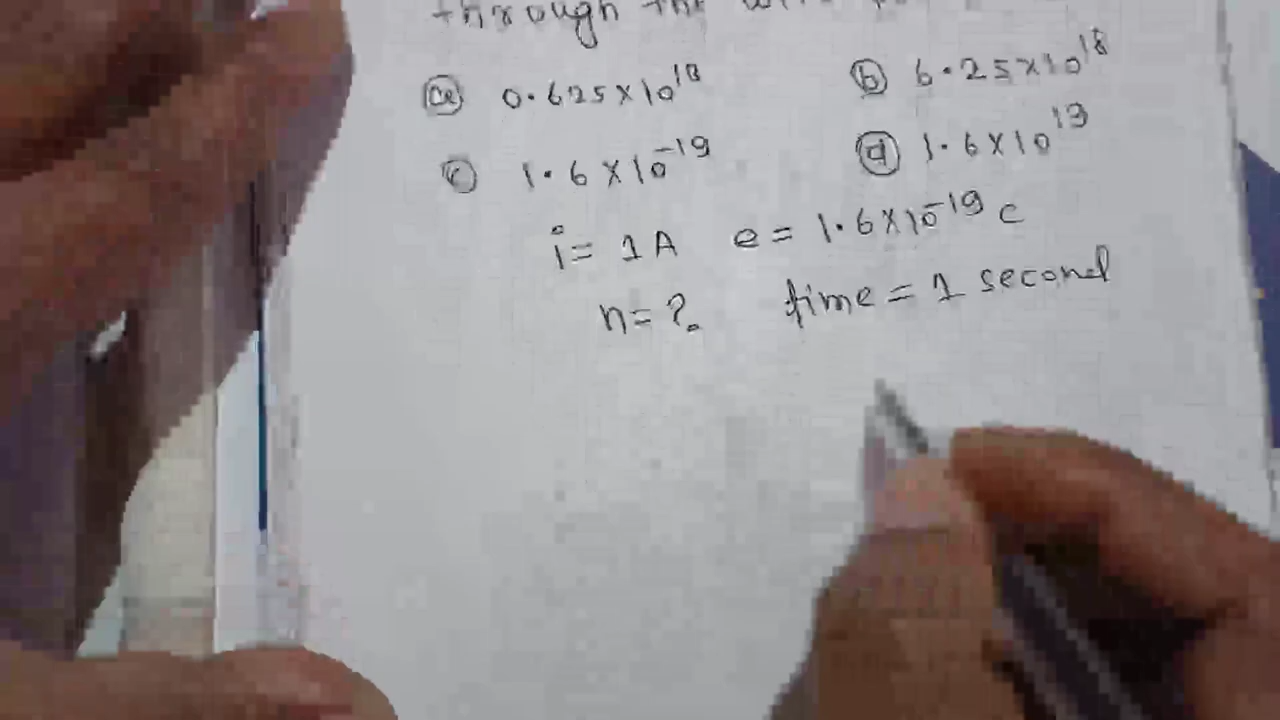 through the
ⓐ 0.625×10¹⁸ ⓑ 6.25×10¹⁸
ⓒ 1.6×10⁻¹⁹ ⓓ 1.6×10¹⁹
i = 1A e = 1.6×10⁻¹⁹ C
n = ? time = 1 second